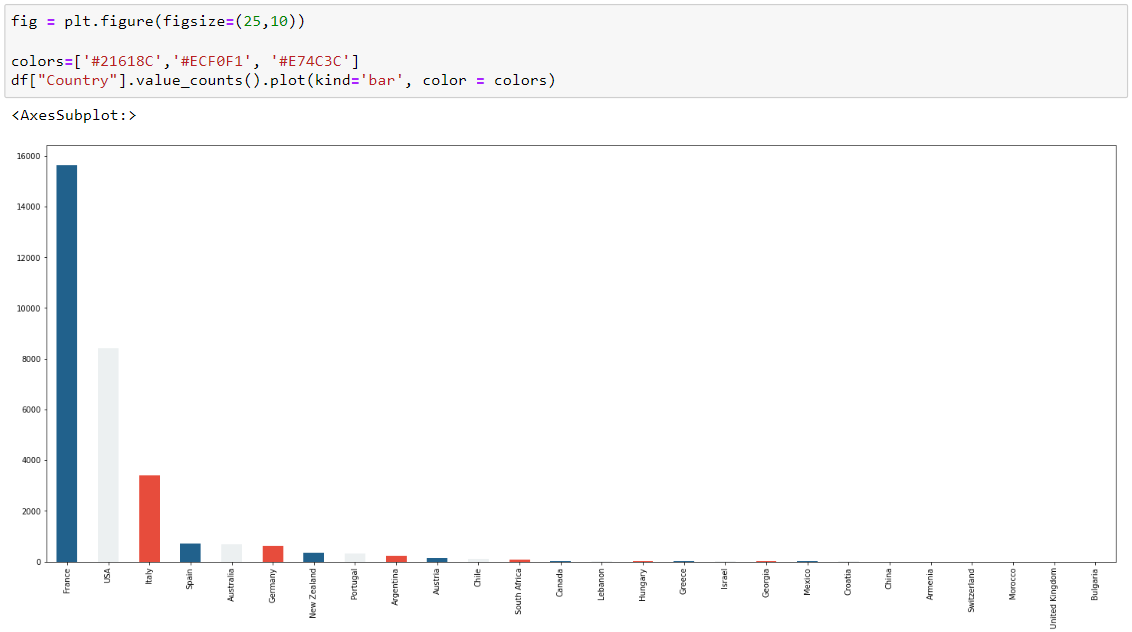 fig = plt.figure(figsize=(25,10))
colors=['#21618C','#ECF0F1', '#E74C3C']
df["Country"].value_counts().plot(kind='bar', color = colors)
<AxesSubplot:>
16000
14000
12000
10000
8000
6000
4000
2000
0
France
USA
Italy
Spain
Australia
Germany
New Zealand
Portugal
Argentina
Austria
Chile
South Africa
Canada
Lebanon
Hungary
Greece
Israel
Georgia
Mexico
Croatia
China
Armenia
Switzerland
Morocco
United Kingdom
Bulgaria